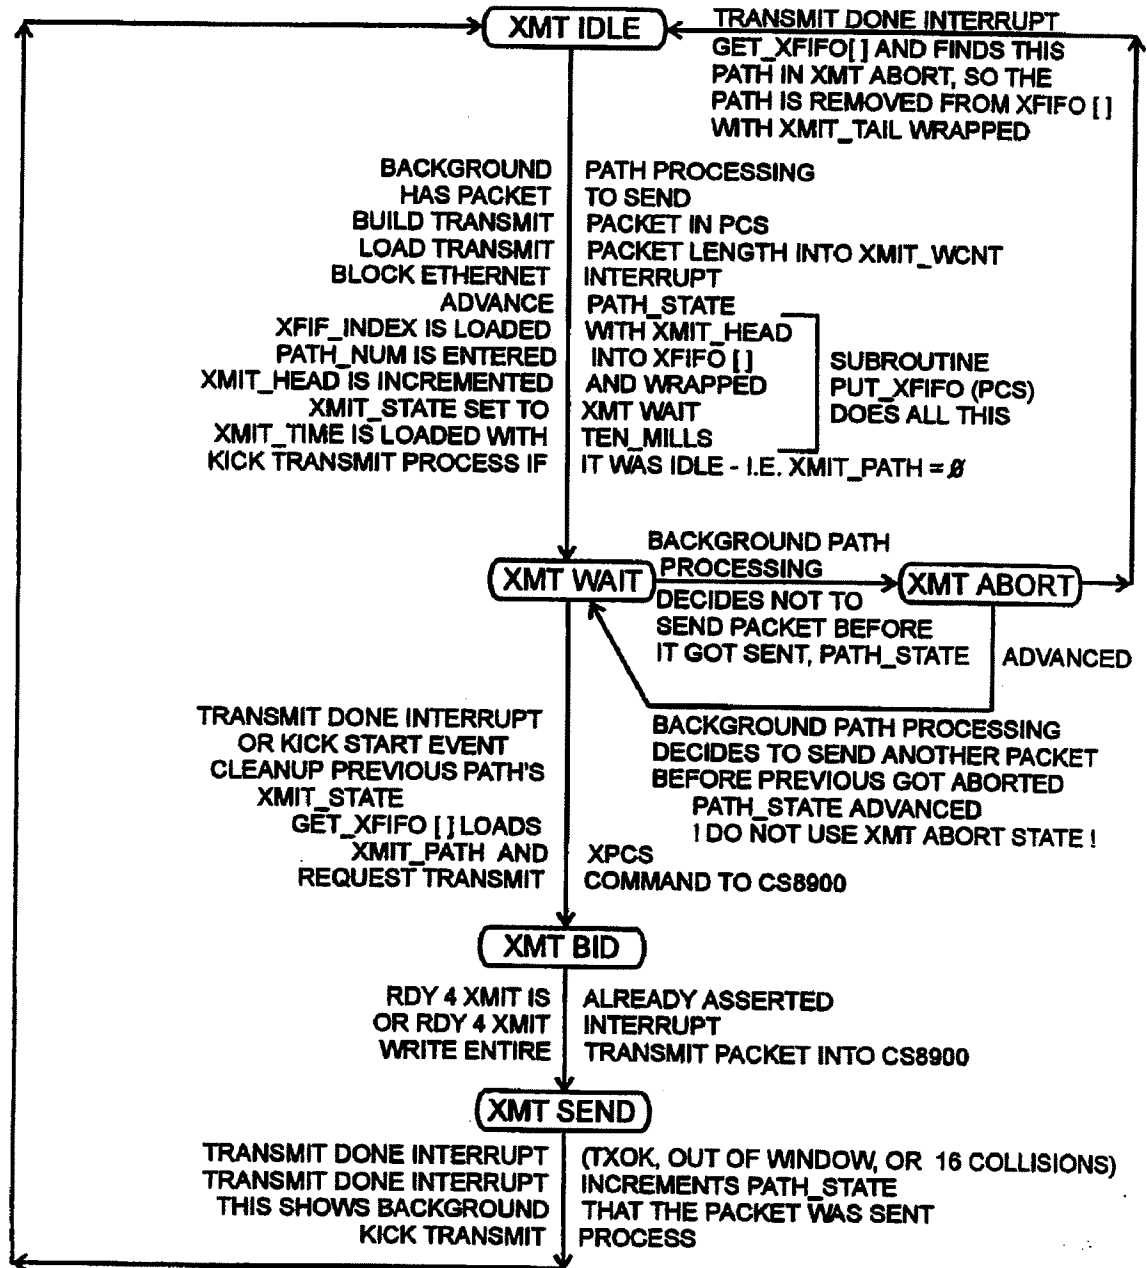 XMT IDLE
TRANSMIT DONE INTERRUPT
GET_XFIFO[ ] AND FINDS THIS
PATH IN XMT ABORT, SO THE
PATH IS REMOVED FROM XFIFO [ ]
WITH XMIT_TAIL WRAPPED
BACKGROUND PATH PROCESSING
HAS PACKET TO SEND
BUILD TRANSMIT PACKET IN PCS
LOAD TRANSMIT PACKET LENGTH INTO XMIT_WCNT
BLOCK ETHERNET INTERRUPT
ADVANCE PATH_STATE
XFIF_INDEX IS LOADED WITH XMIT_HEAD
PATH_NUM IS ENTERED INTO XFIFO [ ]
XMIT_HEAD IS INCREMENTED AND WRAPPED
XMIT_STATE SET TO XMT WAIT
XMIT_TIME IS LOADED WITH TEN_MILLS
SUBROUTINE
PUT_XFIFO (PCS)
DOES ALL THIS
KICK TRANSMIT PROCESS IF IT WAS IDLE - I.E. XMIT_PATH = Ø
XMT WAIT
BACKGROUND PATH
PROCESSING
DECIDES NOT TO
SEND PACKET BEFORE
IT GOT SENT, PATH_STATE ADVANCED
XMT ABORT
BACKGROUND PATH PROCESSING
DECIDES TO SEND ANOTHER PACKET
BEFORE PREVIOUS GOT ABORTED
PATH_STATE ADVANCED
! DO NOT USE XMT ABORT STATE !
TRANSMIT DONE INTERRUPT
OR KICK START EVENT
CLEANUP PREVIOUS PATH'S
XMIT_STATE
GET_XFIFO [ ] LOADS
XMIT_PATH AND XPCS
REQUEST TRANSMIT COMMAND TO CS8900
XMT BID
RDY 4 XMIT IS ALREADY ASSERTED
OR RDY 4 XMIT INTERRUPT
WRITE ENTIRE TRANSMIT PACKET INTO CS8900
XMT SEND
TRANSMIT DONE INTERRUPT (TXOK, OUT OF WINDOW, OR 16 COLLISIONS)
TRANSMIT DONE INTERRUPT INCREMENTS PATH_STATE
THIS SHOWS BACKGROUND THAT THE PACKET WAS SENT
KICK TRANSMIT PROCESS